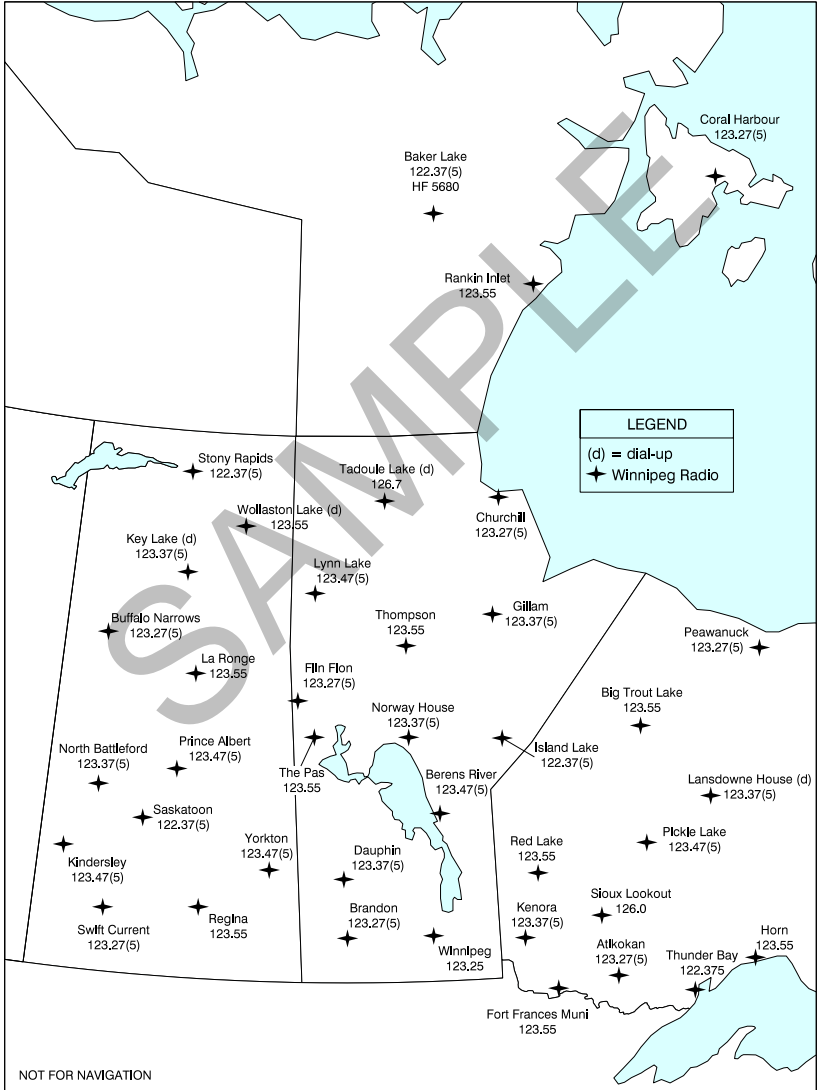 Coral Harbour
123.27(5)
Baker Lake
122.37(5)
HF 5680
Rankin Inlet
123.55
LEGEND
(d) = dial-up
Winnipeg Radio
SAMPLE
Stony Rapids
122.37(5)
Tadoule Lake (d)
126.7
Wollaston Lake (d)
123.55
Churchill
123.27(5)
Key Lake (d)
123.37(5)
Lynn Lake
123.47(5)
Gillam
123.37(5)
Buffalo Narrows
123.27(5)
Thompson
123.55
Peawanuck
123.27(5)
La Ronge
123.55
Flin Flon
123.27(5)
Big Trout Lake
123.55
Norway House
123.37(5)
Island Lake
122.37(5)
North Battleford
123.37(5)
Prince Albert
123.47(5)
The Pas
123.55
Berens River
123.47(5)
Lansdowne House (d)
123.37(5)
Saskatoon
122.37(5)
Pickle Lake
123.47(5)
Kindersley
123.47(5)
Yorkton
123.47(5)
Dauphin
123.37(5)
Red Lake
123.55
Sioux Lookout
126.0
Swift Current
123.27(5)
Regina
123.55
Brandon
123.27(5)
Winnipeg
123.25
Kenora
123.37(5)
Atikokan
123.27(5)
Thunder Bay
122.375
Horn
123.55
Fort Frances Muni
123.55
NOT FOR NAVIGATION